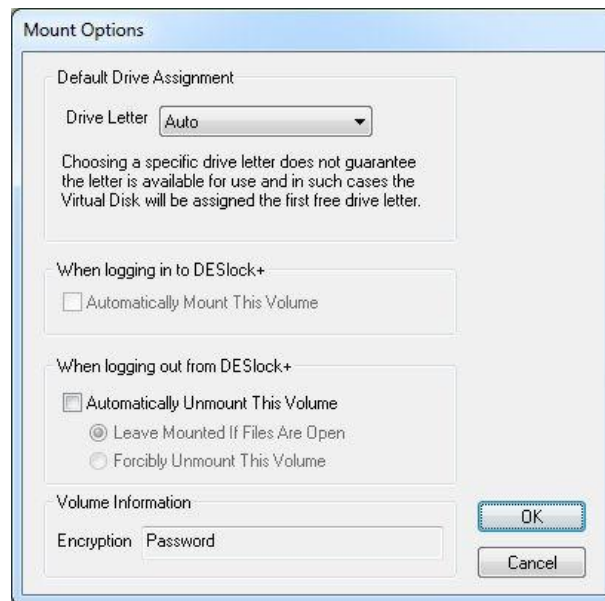 Mount Options
Default Drive Assignment
Drive Letter Auto
Choosing a specific drive letter does not guarantee
the letter is available for use and in such cases the
Virtual Disk will be assigned the first free drive letter.
When logging in to DESlock+
Automatically Mount This Volume
When logging out from DESlock+
Automatically Unmount This Volume
Leave Mounted If Files Are Open
Forcibly Unmount This Volume
Volume Information
Encryption Password
OK
Cancel